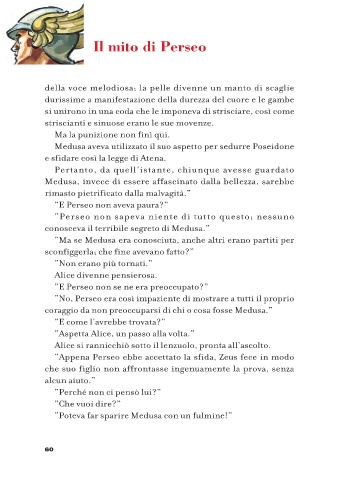 Il mito di Perseo
della voce melodiosa; la pelle divenne un manto di scaglie
durissime a manifestazione della durezza del cuore e le gambe
si unirono in una coda che le imponeva di strisciare, così come
striscianti e sinuose erano le sue movenze.
Ma la punizione non finì qui.
Medusa aveva utilizzato il suo aspetto per sedurre Poseidone
e sfidare così la legge di Atena.
Pertanto, da quell'istante, chiunque avesse guardato
Medusa, invece di essere affascinato dalla bellezza, sarebbe
rimasto pietrificato dalla malvagità."
"E Perseo non aveva paura?"
"Perseo non sapeva niente di tutto questo; nessuno
conosceva il terribile segreto di Medusa."
"Ma se Medusa era conosciuta, anche altri erano partiti per
sconfiggerla; che fine avevano fatto?"
"Non erano più tornati."
Alice divenne pensierosa.
"E Perseo non se ne era preoccupato?"
"No, Perseo era così impaziente di mostrare a tutti il proprio
coraggio da non preoccuparsi di chi o cosa fosse Medusa."
"E come l'avrebbe trovata?"
"Aspetta Alice, un passo alla volta."
Alice si rannicchiò sotto il lenzuolo, pronta all'ascolto.
"Appena Perseo ebbe accettato la sfida, Zeus fece in modo
che suo figlio non affrontasse ingenuamente la prova, senza
alcun aiuto."
"Perché non ci pensò lui?"
"Che vuoi dire?"
"Poteva far sparire Medusa con un fulmine!"
60